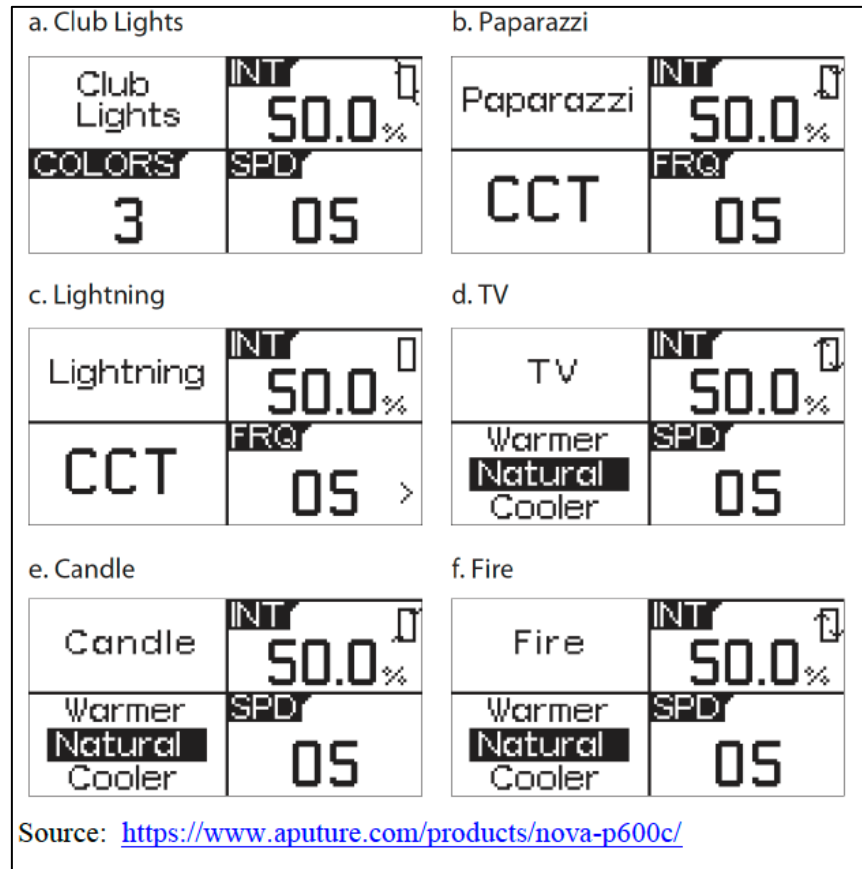 a. Club Lights
b. Paparazzi
Club
Lights
INT
50.0%
COLORS
3
SPD
05
Paparazzi
INT
50.0%
CCT
FRQ
05
c. Lightning
d. TV
Lightning
INT
50.0%
CCT
FRQ
05 >
TV
INT
50.0%
Warmer
Natural
Cooler
SPD
05
e. Candle
f. Fire
Candle
INT
50.0%
Warmer
Natural
Cooler
SPD
05
Fire
INT
50.0%
Warmer
Natural
Cooler
SPD
05
Source: https://www.aputure.com/products/nova-p600c/